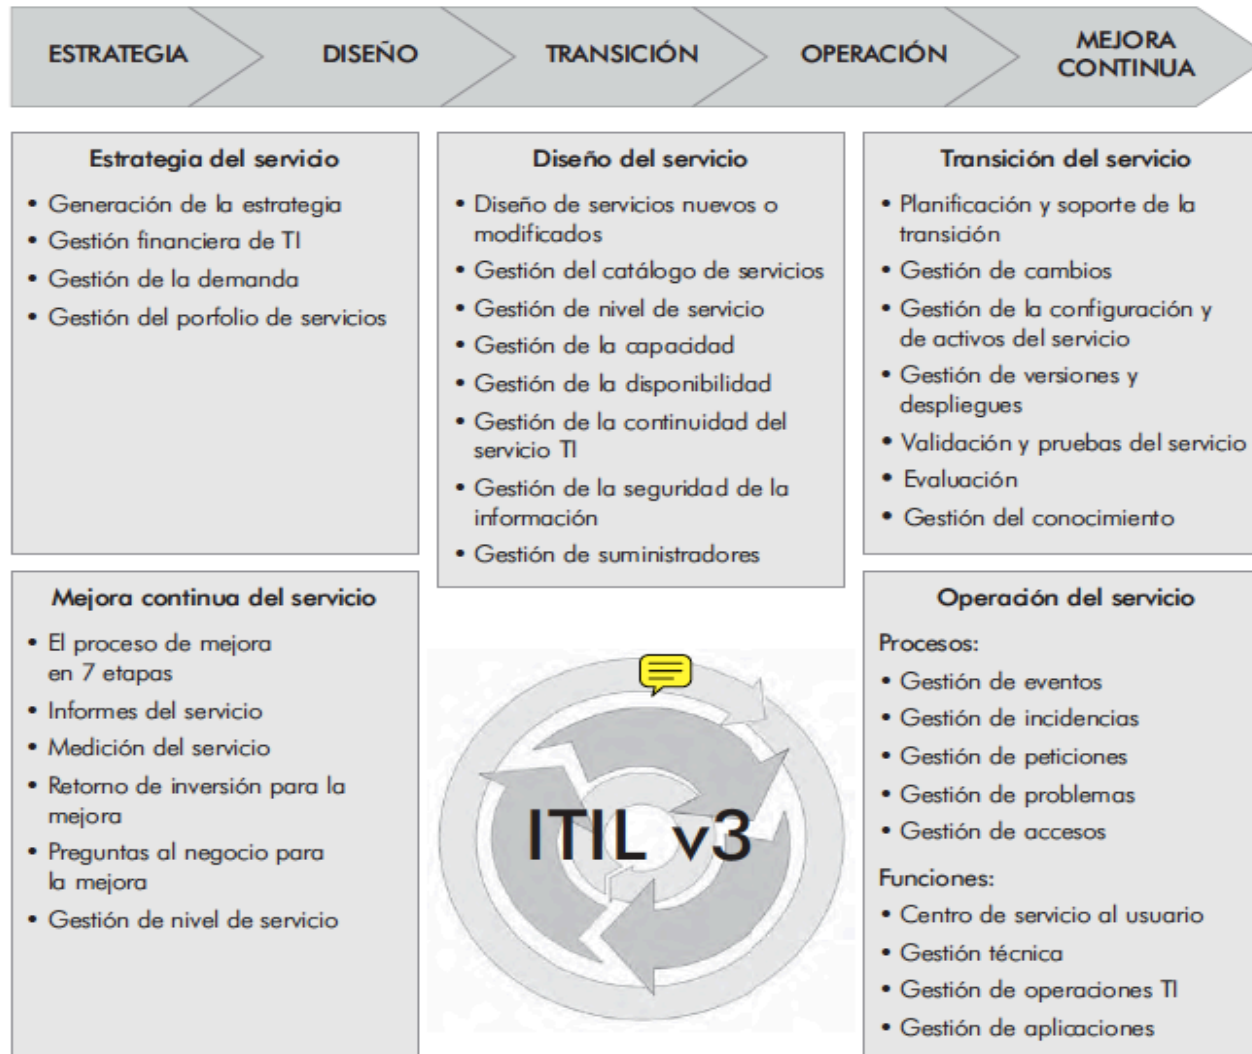 ESTRATEGIA
DISEÑO
TRANSICIÓN
OPERACIÓN
MEJORA
CONTINUA
Estrategia del servicio
• Generación de la estrategia
• Gestión financiera de TI
• Gestión de la demanda
• Gestión del porfolio de servicios
Diseño del servicio
• Diseño de servicios nuevos o
modificados
• Gestión del catálogo de servicios
• Gestión de nivel de servicio
• Gestión de la capacidad
• Gestión de la disponibilidad
• Gestión de la continuidad del
servicio TI
• Gestión de la seguridad de la
información
• Gestión de suministradores
Transición del servicio
• Planificación y soporte de la
transición
• Gestión de cambios
• Gestión de la configuración y
de activos del servicio
• Gestión de versiones y
despliegues
• Validación y pruebas del servicio
• Evaluación
• Gestión del conocimiento
Mejora continua del servicio
• El proceso de mejora
en 7 etapas
• Informes del servicio
• Medición del servicio
• Retorno de inversión para la
mejora
• Preguntas al negocio para
la mejora
• Gestión de nivel de servicio
ITIL v3
Operación del servicio
Procesos:
• Gestión de eventos
• Gestión de incidencias
• Gestión de peticiones
• Gestión de problemas
• Gestión de accesos
Funciones:
• Centro de servicio al usuario
• Gestión técnica
• Gestión de operaciones TI
• Gestión de aplicaciones